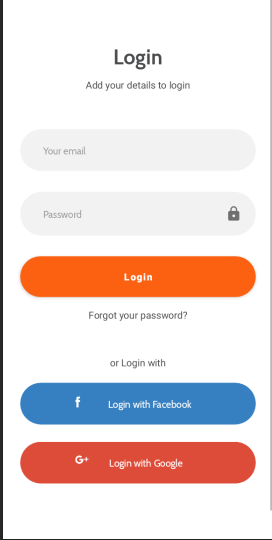 Login
Add your details to login
Your email
Password
Login
Forgot your password?
or Login with
f Login with Facebook
G+ Login with Google